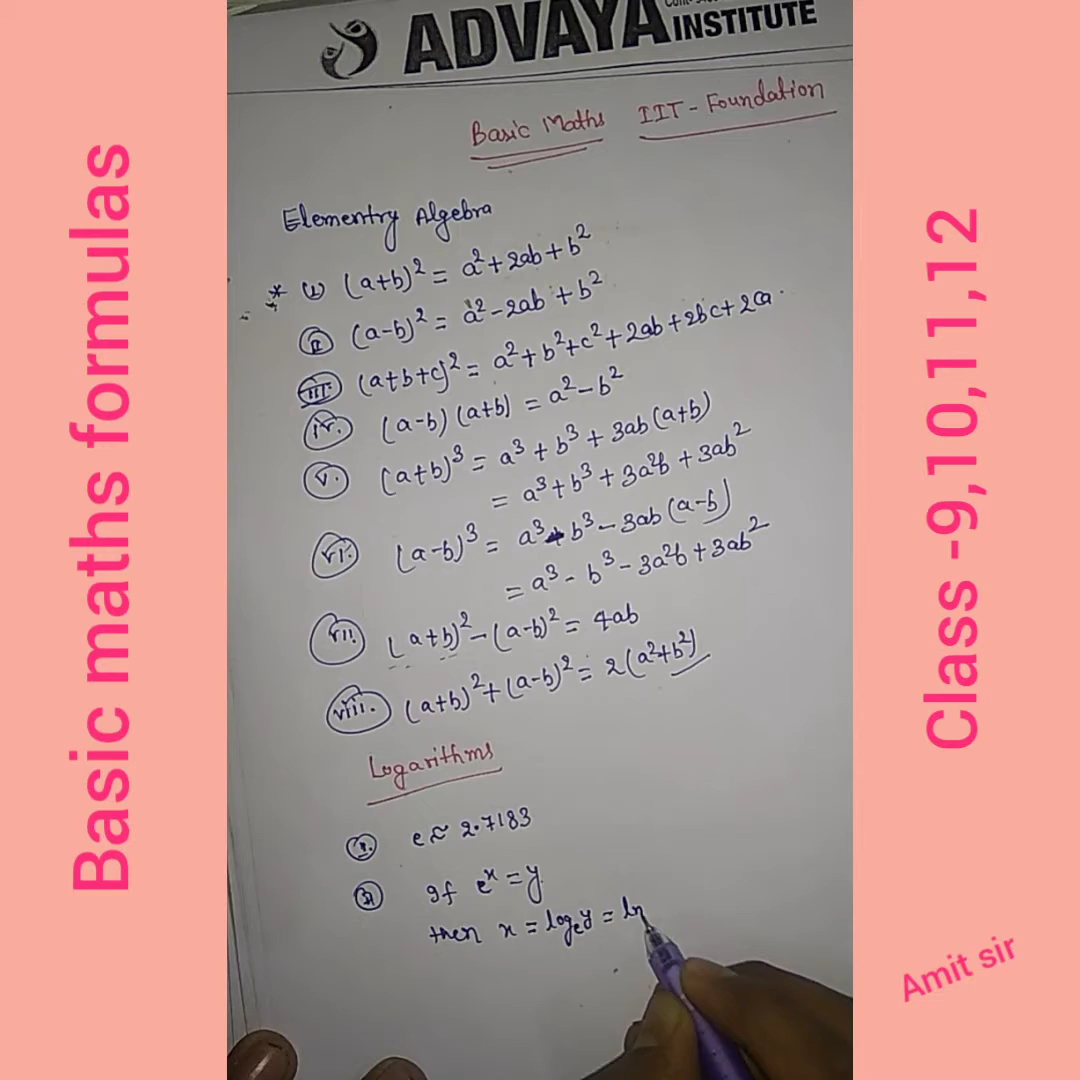 Basic maths formulas
ADVAYA INSTITUTE
Basic Maths IIT - Foundation
Elementry Algebra
* (i) (a+b)² = a²+2ab+b²
(ii) (a-b)² = a²-2ab+b²
(iii) (a+b+c)² = a²+b²+c²+2ab+2bc+2ca.
(iv.) (a-b) (a+b) = a²-b²
(v.) (a+b)³ = a³+b³+3ab(a+b)
= a³+b³+3a²b+3ab²
(vi.) (a-b)³ = a³-b³-3ab(a-b)
= a³-b³-3a²b+3ab²
(vii.) (a+b)²-(a-b)² = 4ab
(viii.) (a+b)²+(a-b)² = 2(a²+b²)
Logarithms
e≈2.7183
If eˣ = y
then x = logₑy = ln
Class -9,10,11,12
Amit sir